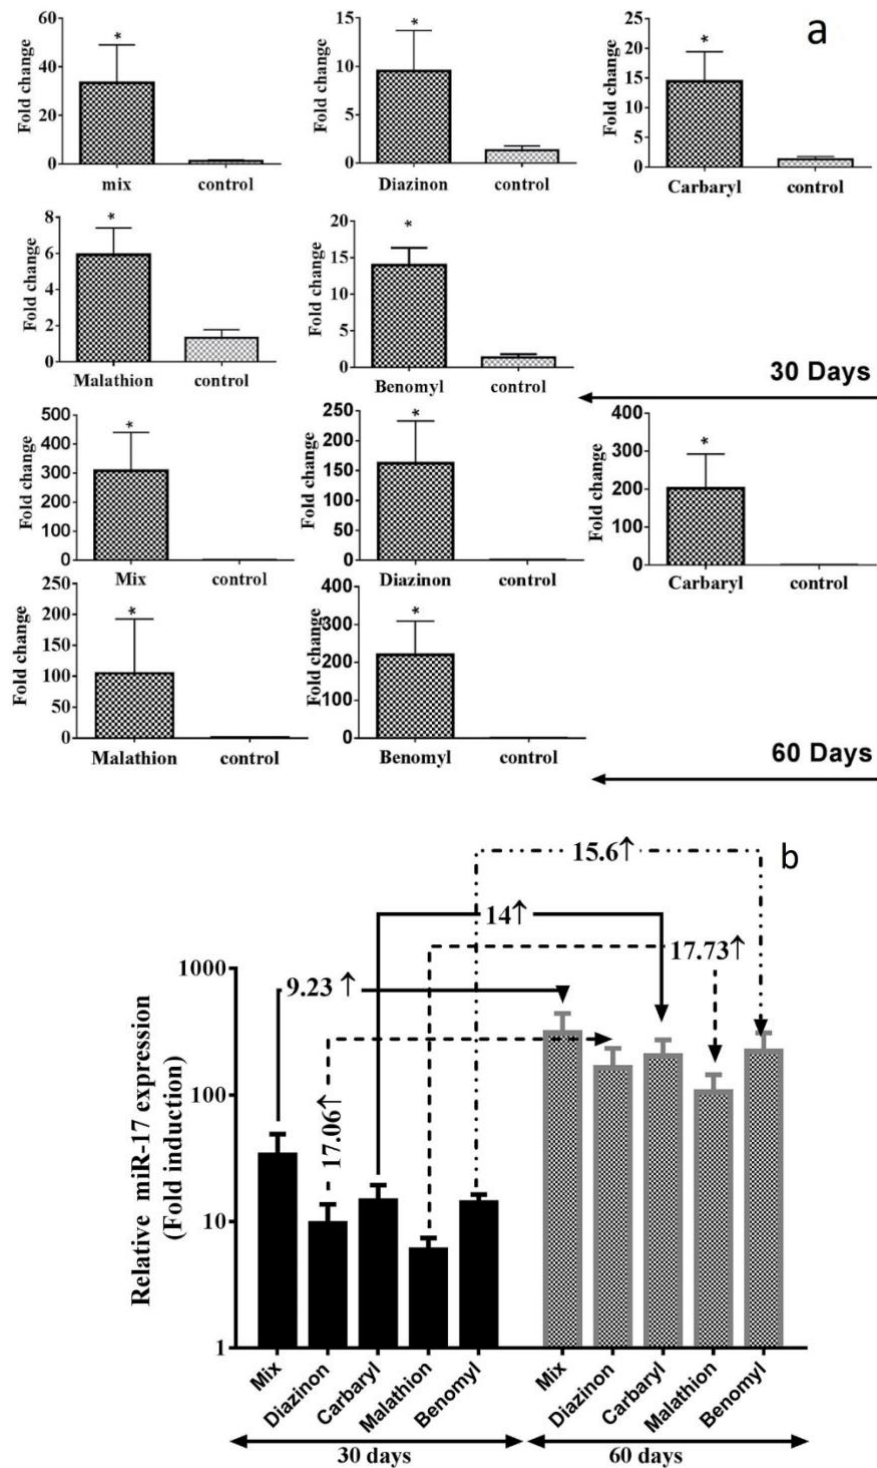 a
60
40
20
0
Fold change
*
mix control
15
10
5
0
Fold change
*
Diazinon control
25
20
15
10
5
0
Fold change
*
Carbaryl control
8
6
4
2
0
Fold change
*
Malathion control
20
15
10
5
0
Fold change
*
Benomyl control
30 Days
500
400
300
200
100
0
Fold change
*
Mix control
250
200
150
100
50
0
Fold change
*
Diazinon control
400
300
200
100
0
Fold change
*
Carbaryl control
250
200
150
100
50
0
Fold change
*
Malathion control
400
300
200
100
0
Fold change
*
Benomyl control
60 Days
b
15.6↑
14↑
17.73↑
9.23 ↑
17.06↑
1000
100
10
1
Relative miR-17 expression
(Fold induction)
Mix
Diazinon
Carbaryl
Malathion
Benomyl
Mix
Diazinon
Carbaryl
Malathion
Benomyl
30 days
60 days